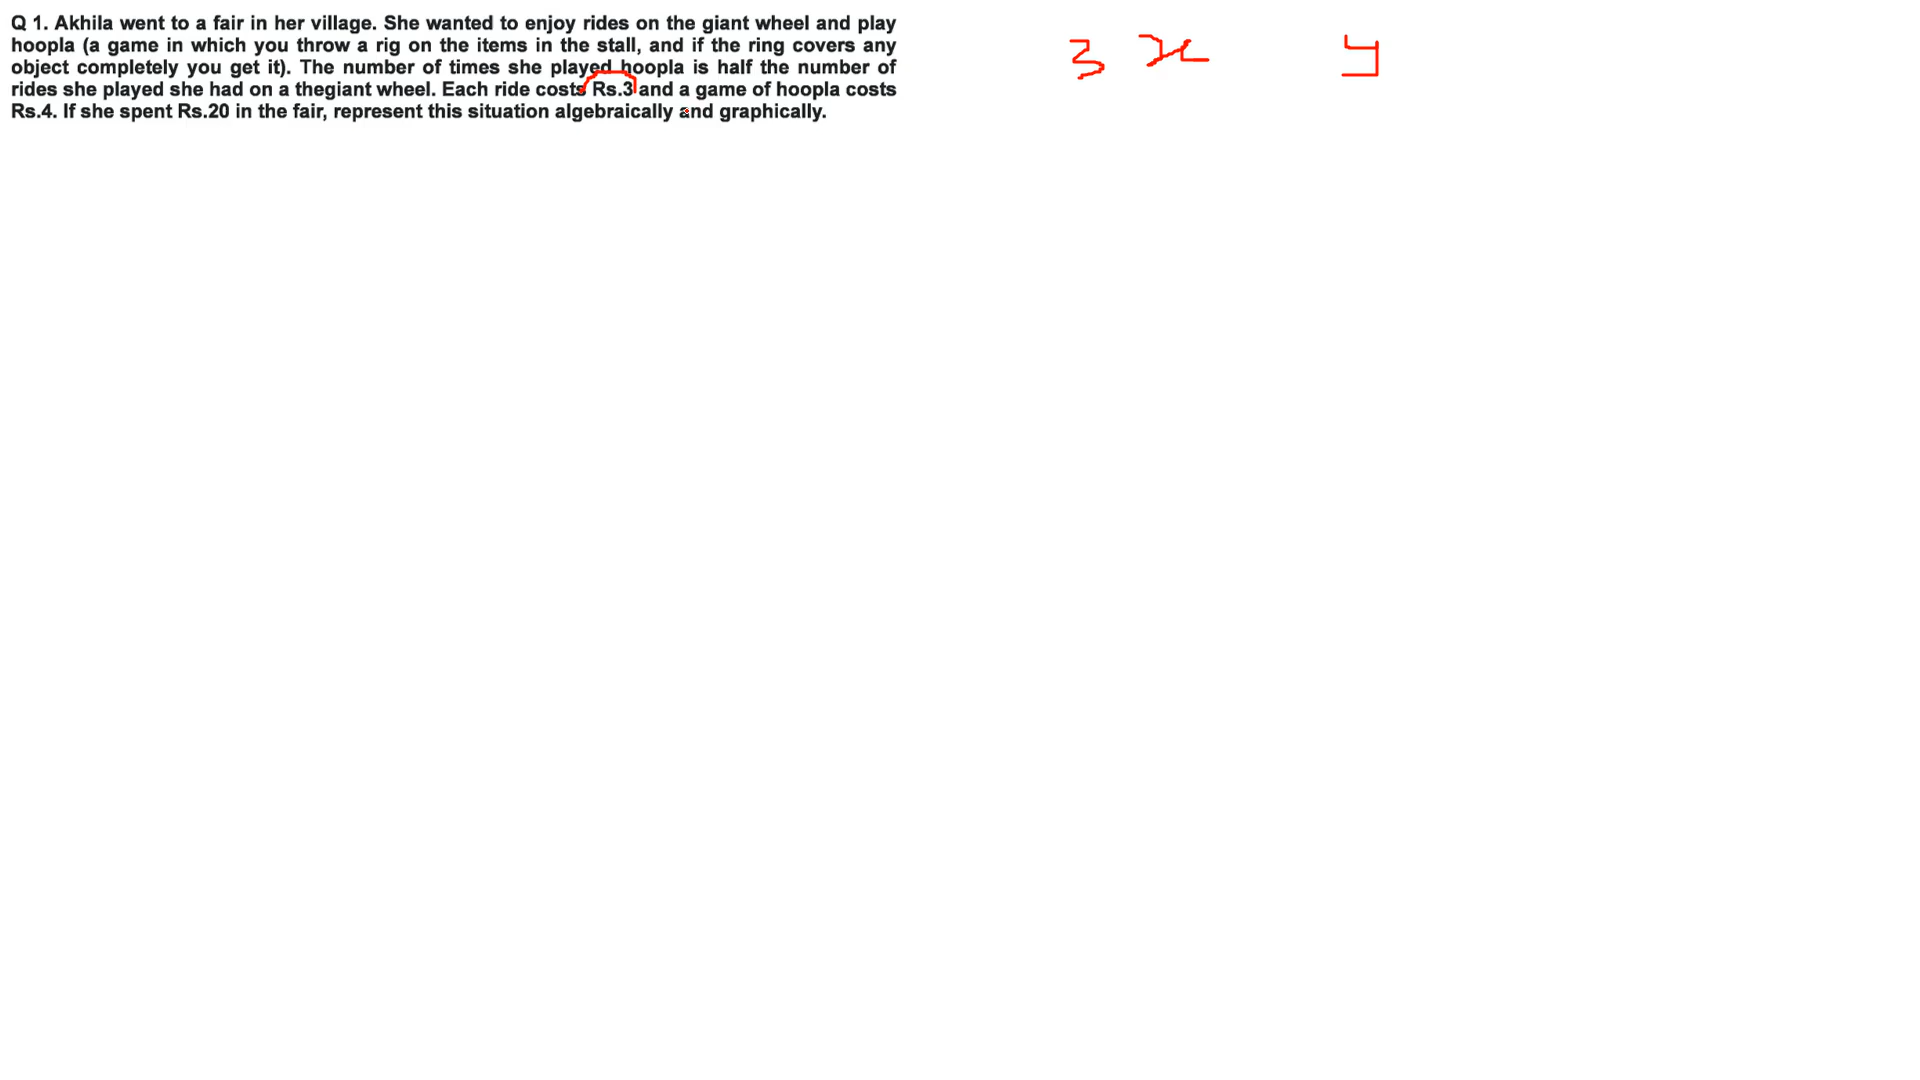 Q 1. Akhila went to a fair in her village. She wanted to enjoy rides on the giant wheel and play
hoopla (a game in which you throw a rig on the items in the stall, and if the ring covers any
object completely you get it). The number of times she played hoopla is half the number of
rides she played she had on a thegiant wheel. Each ride costs Rs.3 and a game of hoopla costs
Rs.4. If she spent Rs.20 in the fair, represent this situation algebraically and graphically.
3 x y